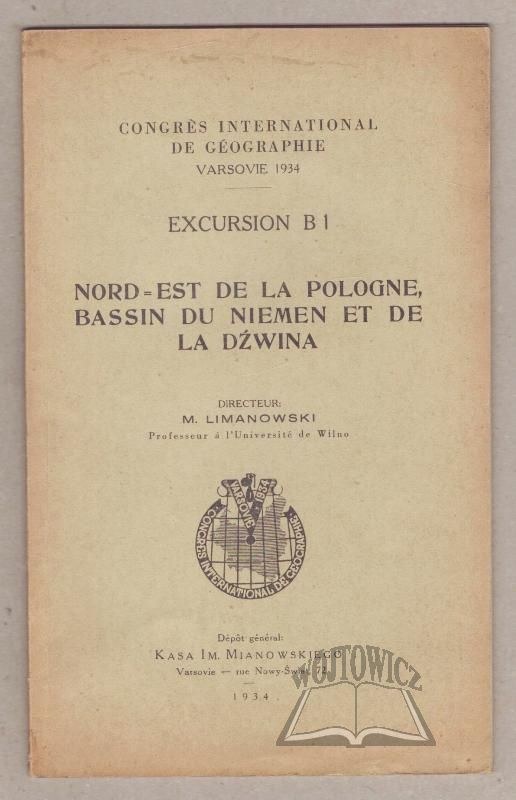 CONGRÈS INTERNATIONAL
DE GÉOGRAPHIE
VARSOVIE 1934
EXCURSION B 1
NORD=EST DE LA POLOGNE,
BASSIN DU NIEMEN ET DE
LA DŹWINA
DIRECTEUR:
M. LIMANOWSKI
Professeur á l'Université de Wilno
VARSOVIE 1934
CONGRÈS INTERNATIONAL DE GÉOGRAPHIE
Dépôt général:
KASA IM. MIANOWSKIEGO
Varsovie — rue Nowy-Świat, 72.
1934
WÓJTOWICZ